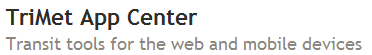 TriMet App Center
Transit tools for the web and mobile devices